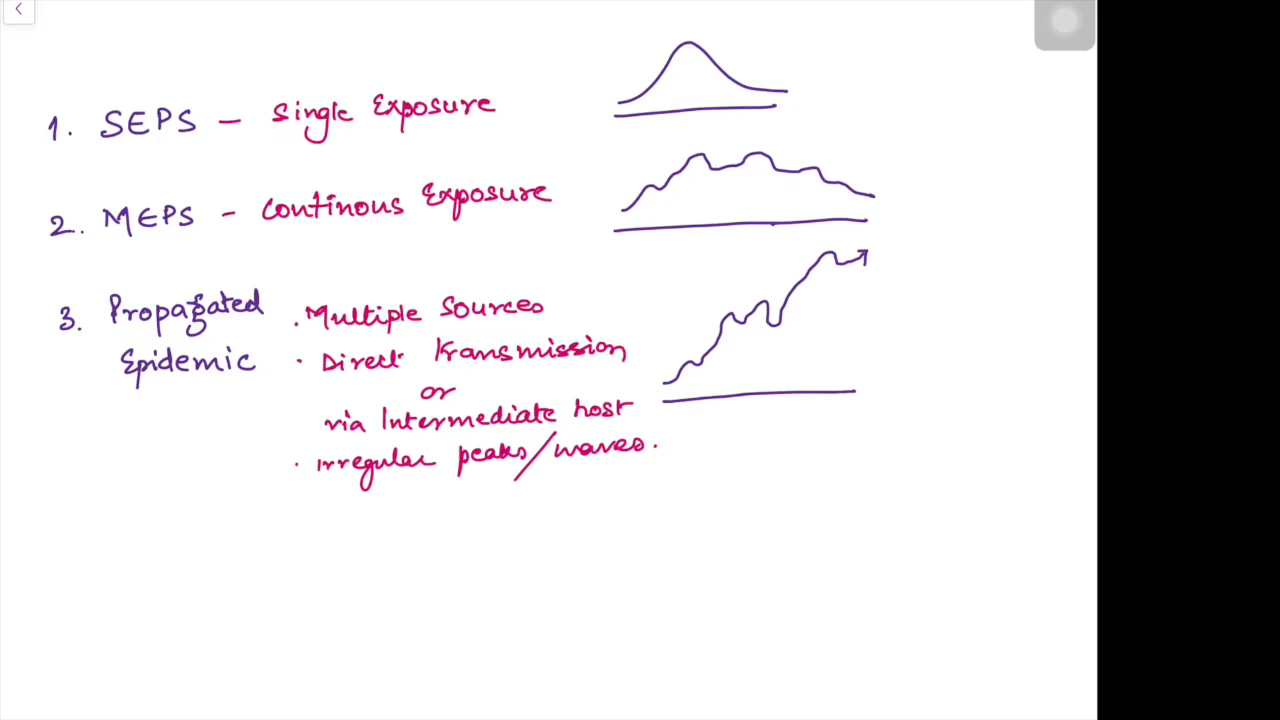 1. SEPS - Single Exposure
2. MEPS - Continous Exposure
3. Propagated Epidemic
. Multiple Sources
. Direct transmission
or
via Intermediate host
. irregular peaks/waves.